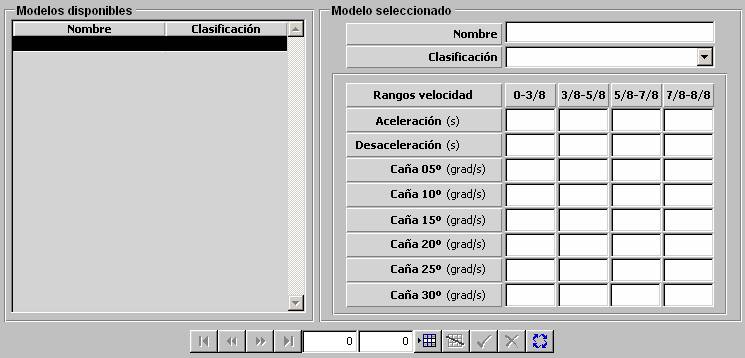 Modelos disponibles
Nombre Clasificación
Modelo seleccionado
Nombre
Clasificación
Rangos velocidad 0-3/8 3/8-5/8 5/8-7/8 7/8-8/8
Aceleración (s)
Desaceleración (s)
Caña 05º (grad/s)
Caña 10º (grad/s)
Caña 15º (grad/s)
Caña 20º (grad/s)
Caña 25º (grad/s)
Caña 30º (grad/s)
0 0